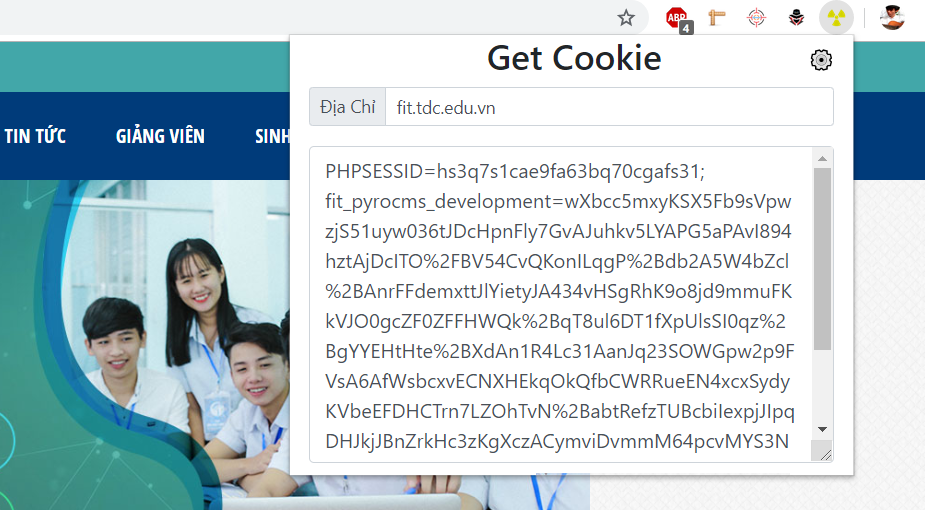 ABP
4
Get Cookie
Địa Chỉ
fit.tdc.edu.vn
TIN TỨC
GIẢNG VIÊN
SINH
PHPSESSID=hs3q7s1cae9fa63bq70cgafs31;
fit_pyrocms_development=wXbcc5mxyKSX5Fb9sVpw
zjS51uyw036tJDcHpnFly7GvAJuhkv5LYAPG5aPAvI894
hztAjDcITO%2FBV54CvQKonILqgP%2Bdb2A5W4bZcl
%2BAnrFFdemxttJlYietyJA434vHSgRhK9o8jd9mmuFK
kVJO0gcZF0ZFFHWQk%2BqT8ul6DT1fXpUlsSI0qz%2
BgYYEHtHte%2BXdAn1R4Lc31AanJq23SOWGpw2p9F
VsA6AfWsbcxvECNXHEkqOkQfbCWRRueEN4xcxSydy
KVbeEFDHCTrn7LZOhTvN%2BabtRefzTUBcbiIexpjJIpq
DHJkjJBnZrkHc3zKgXczACymviDvmmM64pcvMYS3N